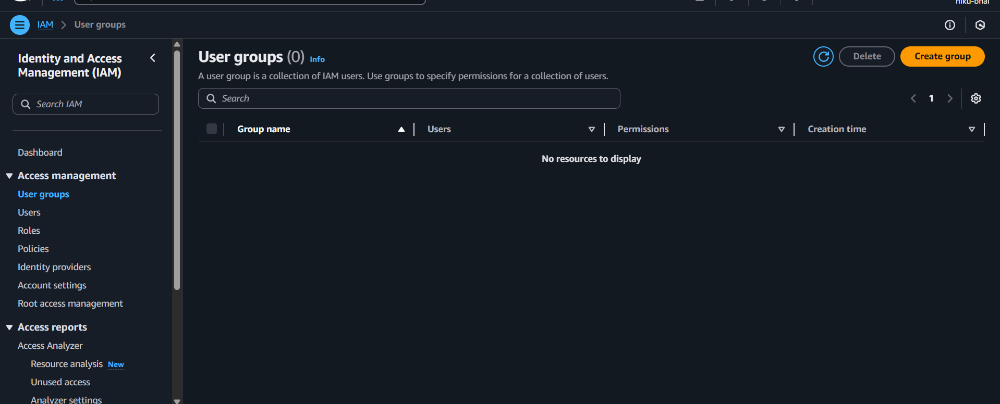 niku-bhai
IAM
User groups
Identity and Access
Management (IAM)
Search IAM
Dashboard
Access management
User groups
Users
Roles
Policies
Identity providers
Account settings
Root access management
Access reports
Access Analyzer
Resource analysis New
Unused access
Analyzer settings
User groups (0) Info
Delete
Create group
A user group is a collection of IAM users. Use groups to specify permissions for a collection of users.
Search
1
Group name
Users
Permissions
Creation time
No resources to display